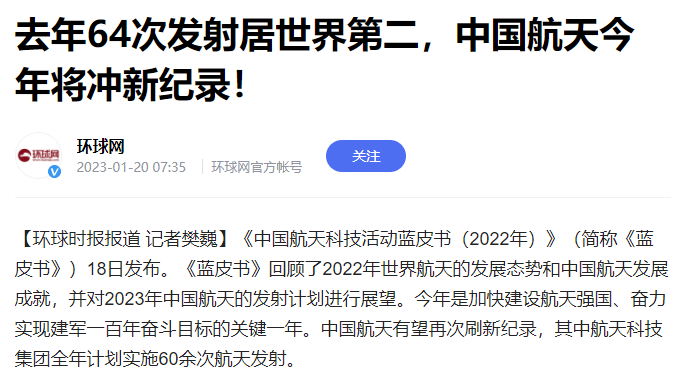 去年64次发射居世界第二，中国航天今
年将冲新纪录！
环球网
环球网
2023-01-20 07:35
环球网官方帐号
关注
【环球时报报道 记者樊巍】《中国航天科技活动蓝皮书（2022年）》（简称《蓝
皮书》）18日发布。《蓝皮书》回顾了2022年世界航天的发展态势和中国航天发展
成就，并对2023年中国航天的发射计划进行展望。今年是加快建设航天强国、奋力
实现建军一百年奋斗目标的关键一年。中国航天有望再次刷新纪录，其中航天科技
集团全年计划实施60余次航天发射。